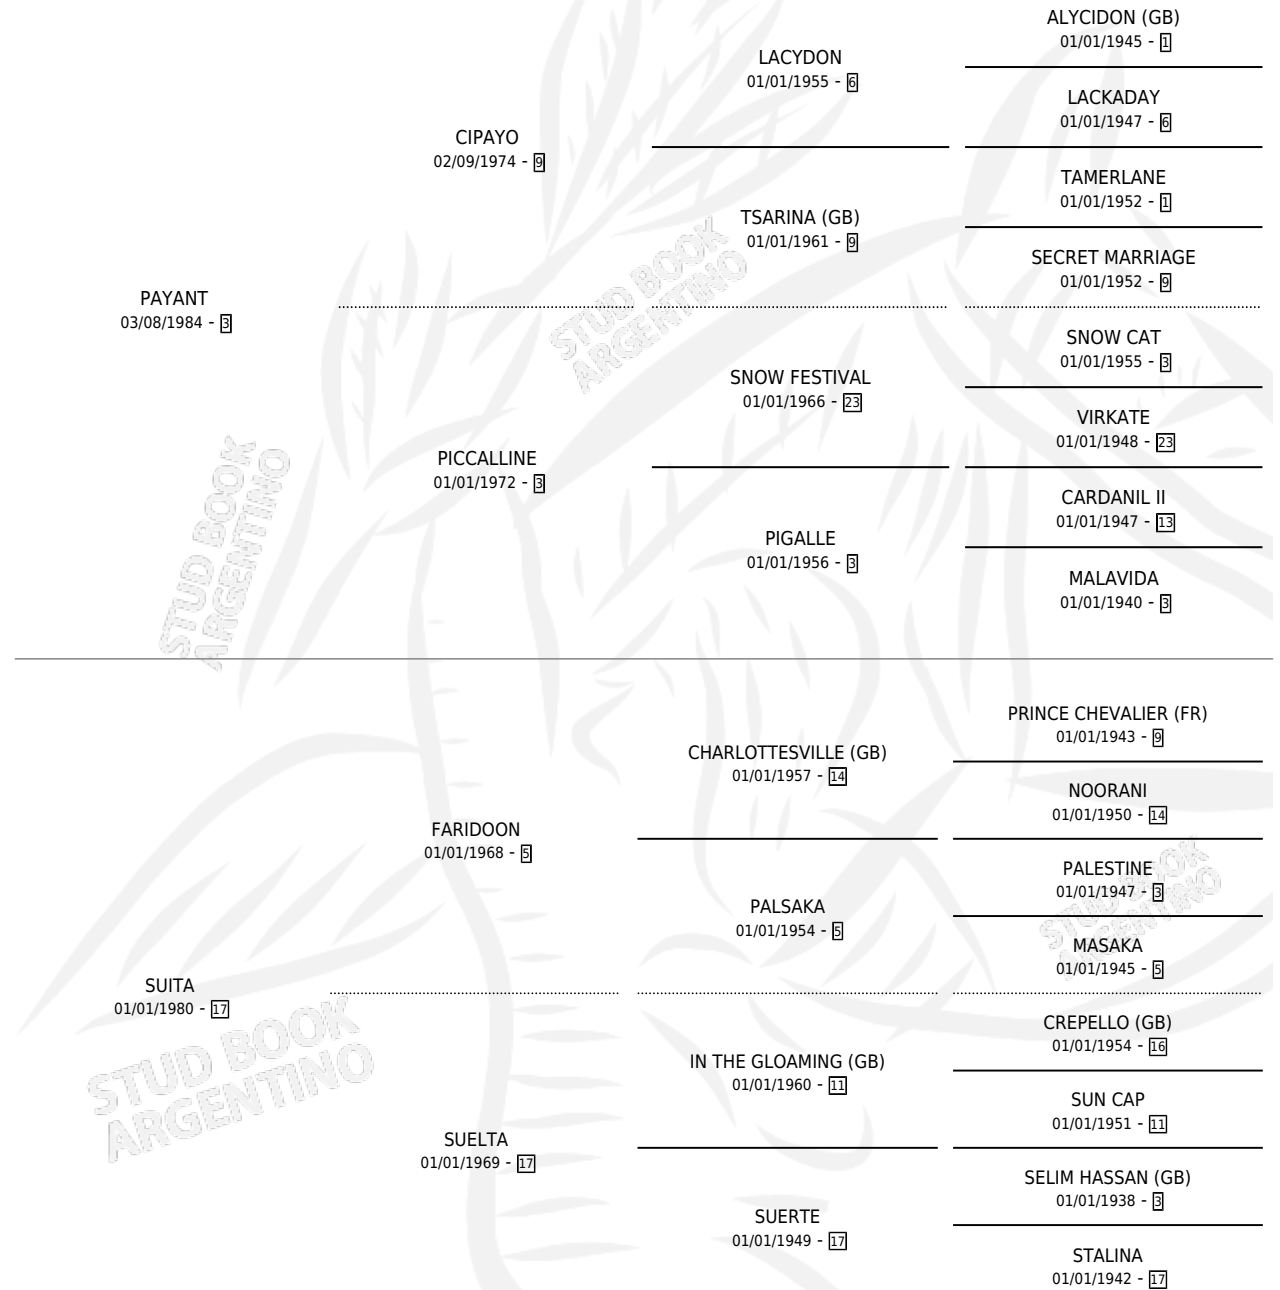 ALYCIDON (GB)
01/01/1945 - 1
LACYDON
01/01/1955 - 6
LACKADAY
01/01/1947 - 6
CIPAYO
02/09/1974 - 9
TAMERLANE
01/01/1952 - 1
TSARINA (GB)
01/01/1961 - 9
SECRET MARRIAGE
01/01/1952 - 9
PAYANT
03/08/1984 - 3
SNOW CAT
01/01/1955 - 3
SNOW FESTIVAL
01/01/1966 - 23
VIRKATE
01/01/1948 - 23
PICCALLINE
01/01/1972 - 3
CARDANIL II
01/01/1947 - 13
PIGALLE
01/01/1956 - 3
MALAVIDA
01/01/1940 - 3
PRINCE CHEVALIER (FR)
01/01/1943 - 9
CHARLOTTESVILLE (GB)
01/01/1957 - 14
NOORANI
01/01/1950 - 14
FARIDOON
01/01/1968 - 5
PALESTINE
01/01/1947 - 3
PALSAKA
01/01/1954 - 5
MASAKA
01/01/1945 - 5
SUITA
01/01/1980 - 17
CREPELLO (GB)
01/01/1954 - 16
IN THE GLOAMING (GB)
01/01/1960 - 11
SUN CAP
01/01/1951 - 11
SUELTA
01/01/1969 - 17
SELIM HASSAN (GB)
01/01/1938 - 3
SUERTE
01/01/1949 - 17
STALINA
01/01/1942 - 17
STUD BOOK
ARGENTINO
STUD BOOK
ARGENTINO
STUD BOOK
ARGENTINO
STUD BOOK
ARGENTINO